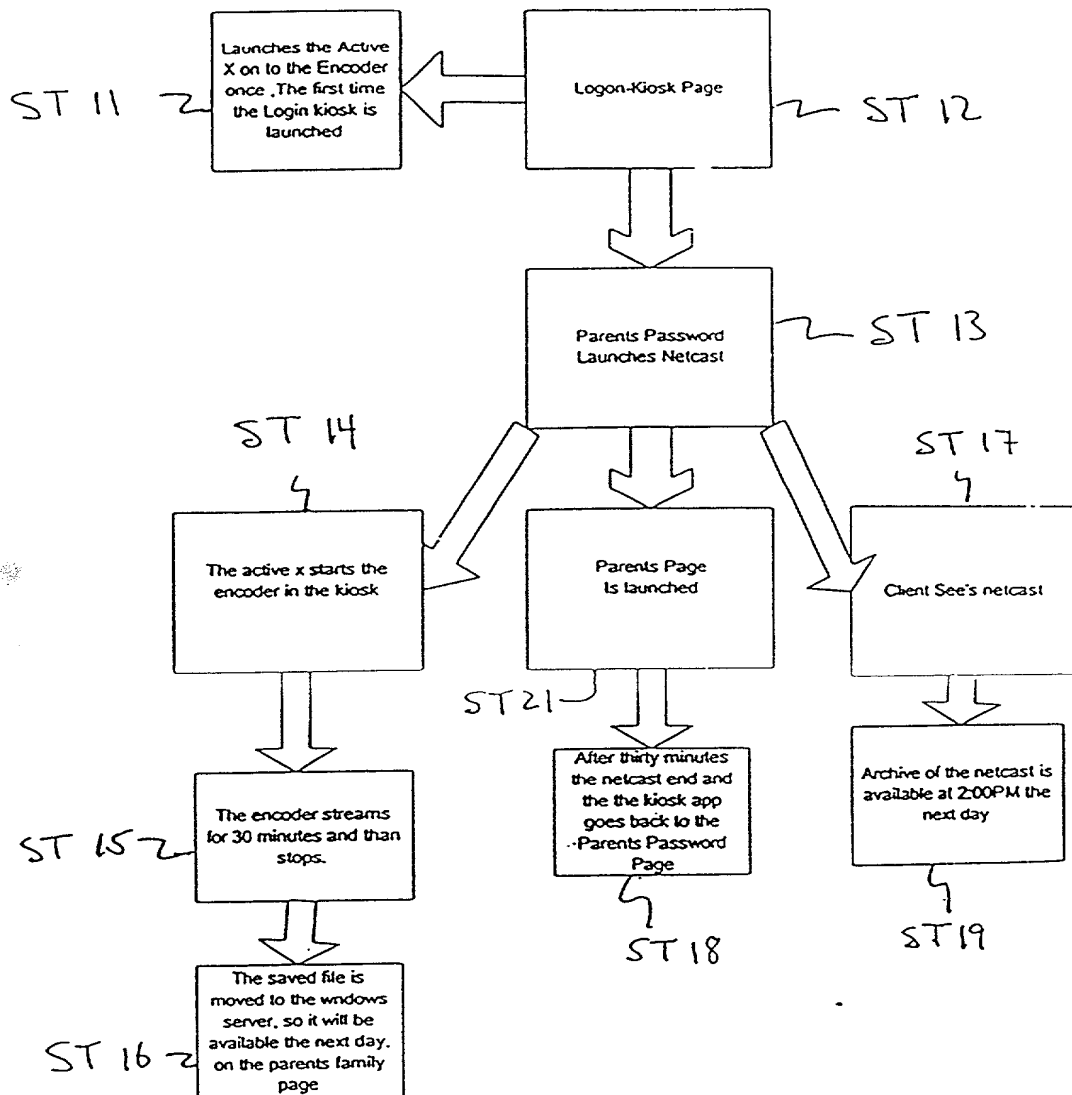 Launches the Active
X on to the Encoder
once .The first time
the Login kiosk is
launched
ST 11
Logon-Kiosk Page
ST 12
Parents Password
Launches Netcast
ST 13
ST 14
The active x starts the
encoder in the kiosk
Parents Page
Is launched
ST21
ST 17
Client See's netcast
The encoder streams
for 30 minutes and than
stops.
ST 15
After thirty minutes
the netcast end and
the the kiosk app
goes back to the
Parents Password
Page
ST 18
Archive of the netcast is
available at 2:00PM the
next day
ST19
The saved file is
moved to the wndows
server, so it will be
available the next day.
on the parents family
page
ST 16